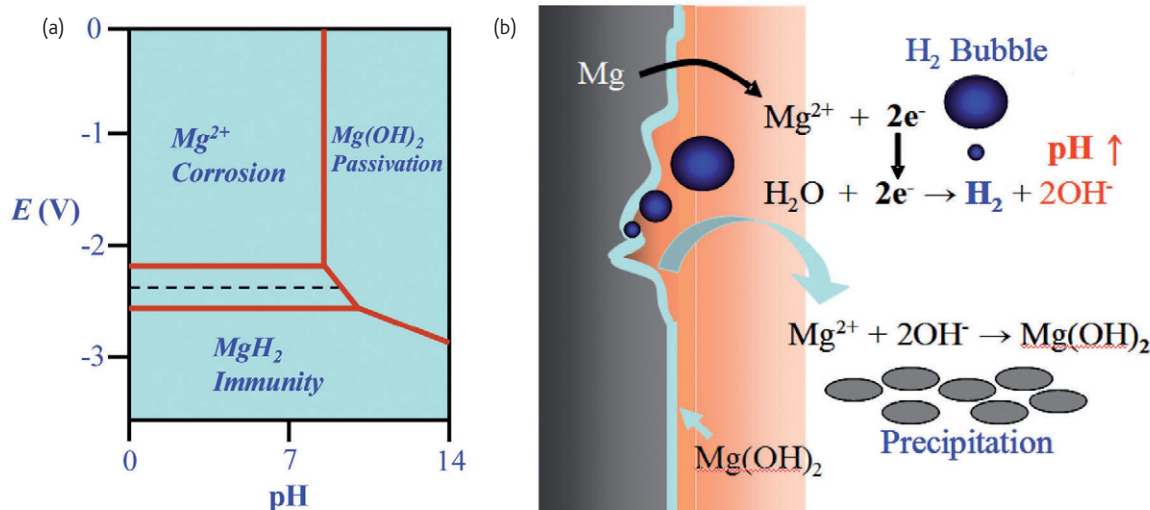 (a)
0
-1
-2
-3
E (V)
Mg²⁺
Corrosion
Mg(OH)₂
Passivation
MgH₂
Immunity
0
7
14
pH
(b)
Mg
H₂ Bubble
Mg²⁺ + 2e⁻
pH ↑
H₂O + 2e⁻ → H₂ + 2OH⁻
Mg²⁺ + 2OH⁻ → Mg(OH)₂
Precipitation
Mg(OH)₂